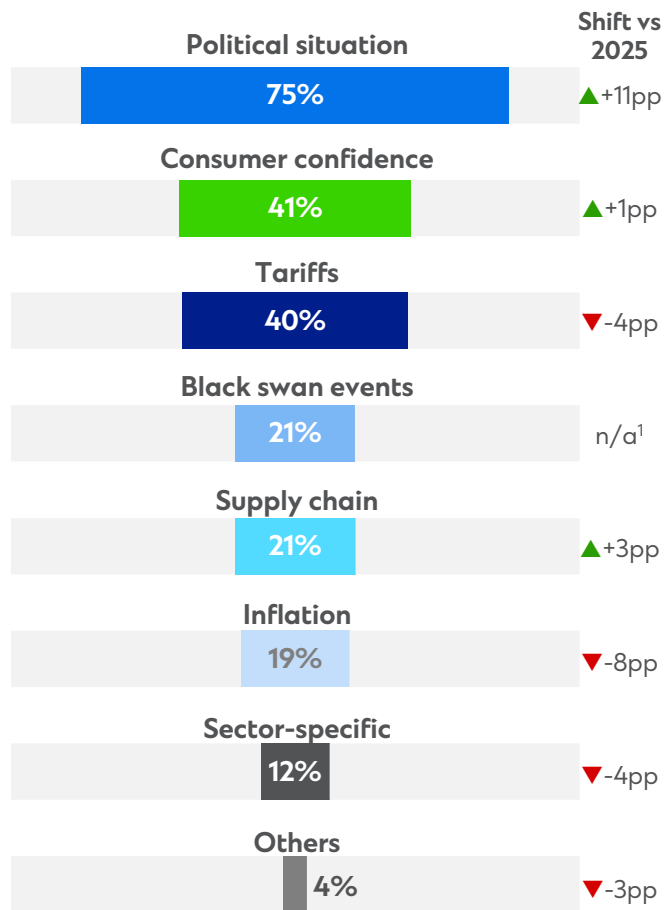 Shift vs
2025
Political situation
75%
▲+11pp
Consumer confidence
41%
▲+1pp
Tariffs
40%
▼-4pp
Black swan events
21%
n/a¹
Supply chain
21%
▲+3pp
Inflation
19%
▼-8pp
Sector-specific
12%
▼-4pp
Others
4%
▼-3pp